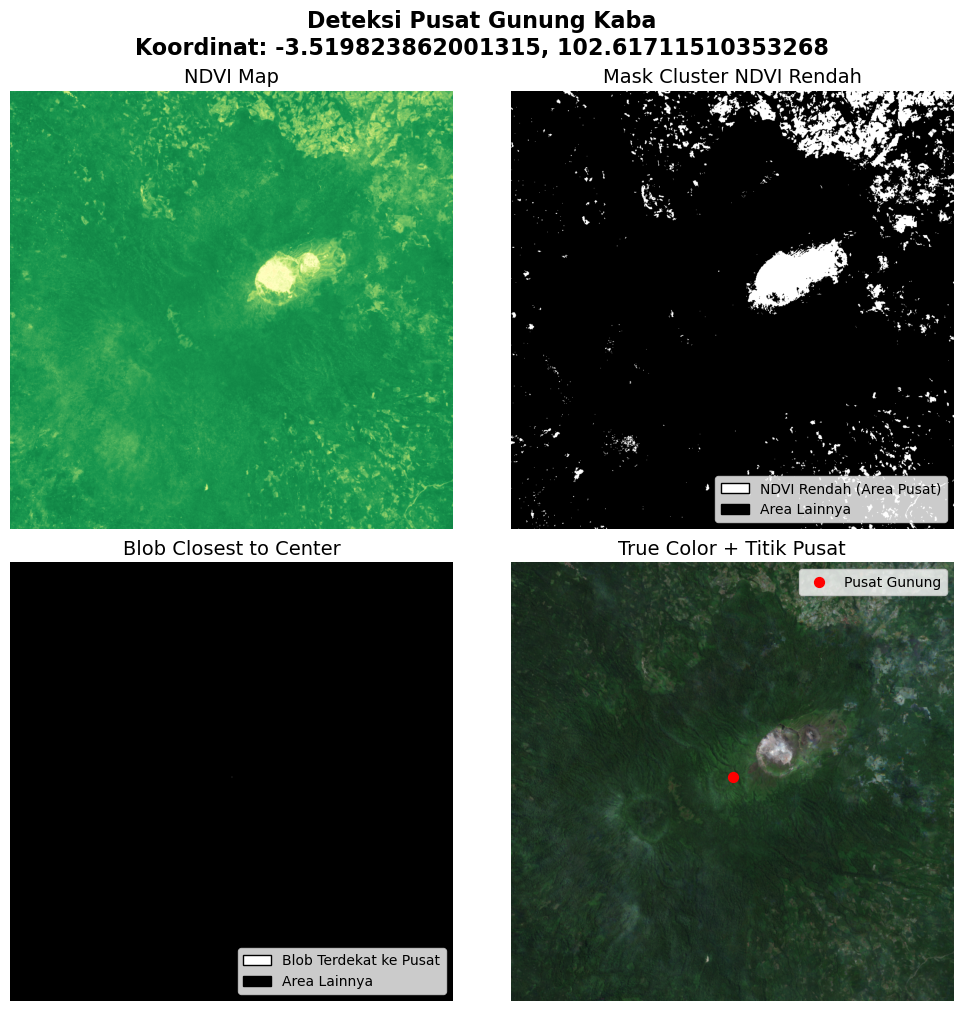 Deteksi Pusat Gunung Kaba
Koordinat: -3.519823862001315, 102.61711510353268
NDVI Map
Mask Cluster NDVI Rendah
NDVI Rendah (Area Pusat)
Area Lainnya
Blob Closest to Center
True Color + Titik Pusat
Blob Terdekat ke Pusat
Area Lainnya
Pusat Gunung